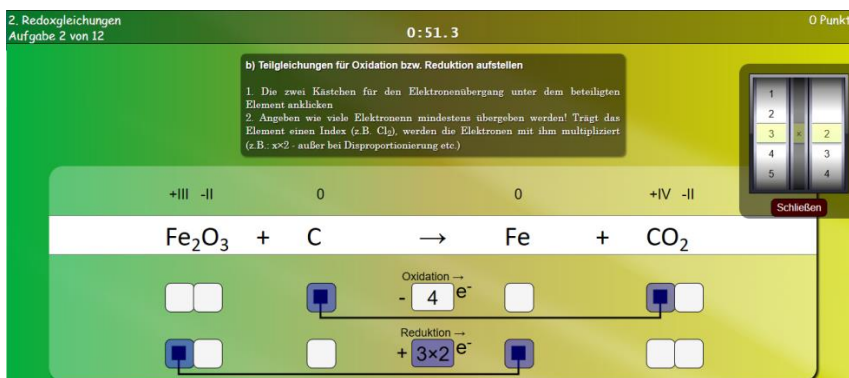 2. Redoxgleichungen
Aufgabe 2 von 12
0:51.3
0 Punkt
b) Teilgleichungen für Oxidation bzw. Reduktion aufstellen
1. Die zwei Kästchen für den Elektronenübergang unter dem beteiligten
Element anklicken
2. Angeben wie viele Elektronenn mindestens übergeben werden! Trägt das
Element einen Index (z.B. Cl₂), werden die Elektronen mit ihm multipliziert
(z.B.: x×2 - außer bei Disproportionierung etc.)
1
2
3 × 2
4 3
5 4
Schließen
+III -II 0 0 +IV -II
Fe₂O₃ + C → Fe + CO₂
Oxidation →
- 4 e⁻
Reduktion →
+ 3×2 e⁻